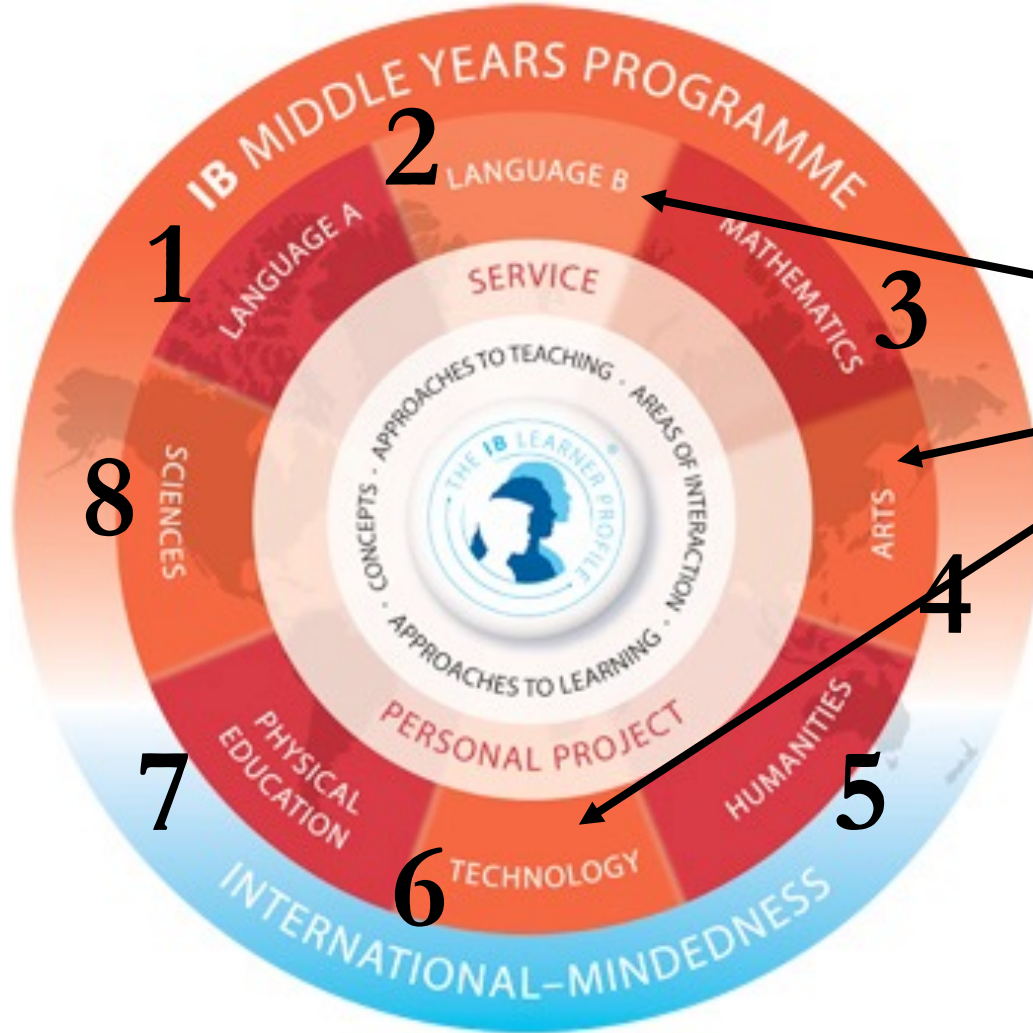 IB MIDDLE YEARS PROGRAMME
1
LANGUAGE A
2
LANGUAGE B
3
MATHEMATICS
4
ARTS
5
HUMANITIES
6
TECHNOLOGY
7
PHYSICAL
EDUCATION
8
SCIENCES
SERVICE
PERSONAL PROJECT
· APPROACHES TO TEACHING · AREAS OF INTERACTION · APPROACHES TO LEARNING · CONCEPTS
· THE IB LEARNER PROFILE ·®
INTERNATIONAL–MINDEDNESS